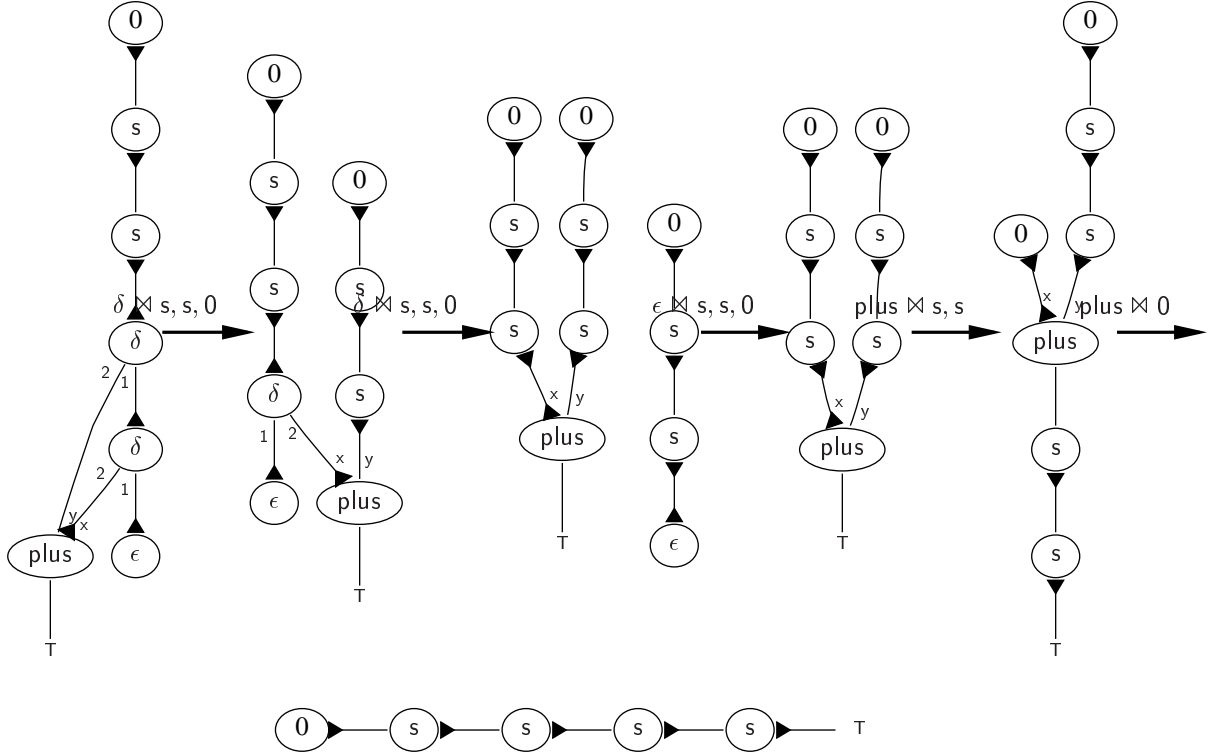 0
s
s
δ ⋈ s, s, 0
δ
2 1
δ
2 1
y x
plus ϵ
T
0
s
s
δ
1 2
ϵ
0
s
s
x y
plus
T
δ ⋈ s, s, 0
0 0
s s
s s
x y
plus
T
0
s
s
ϵ
ϵ ⋈ s, s, 0
0 0
s s
s s
x y
plus
T
plus ⋈ s, s
0
s
0 s
x y
plus
s
s
T
plus ⋈ 0
0 s s s s T